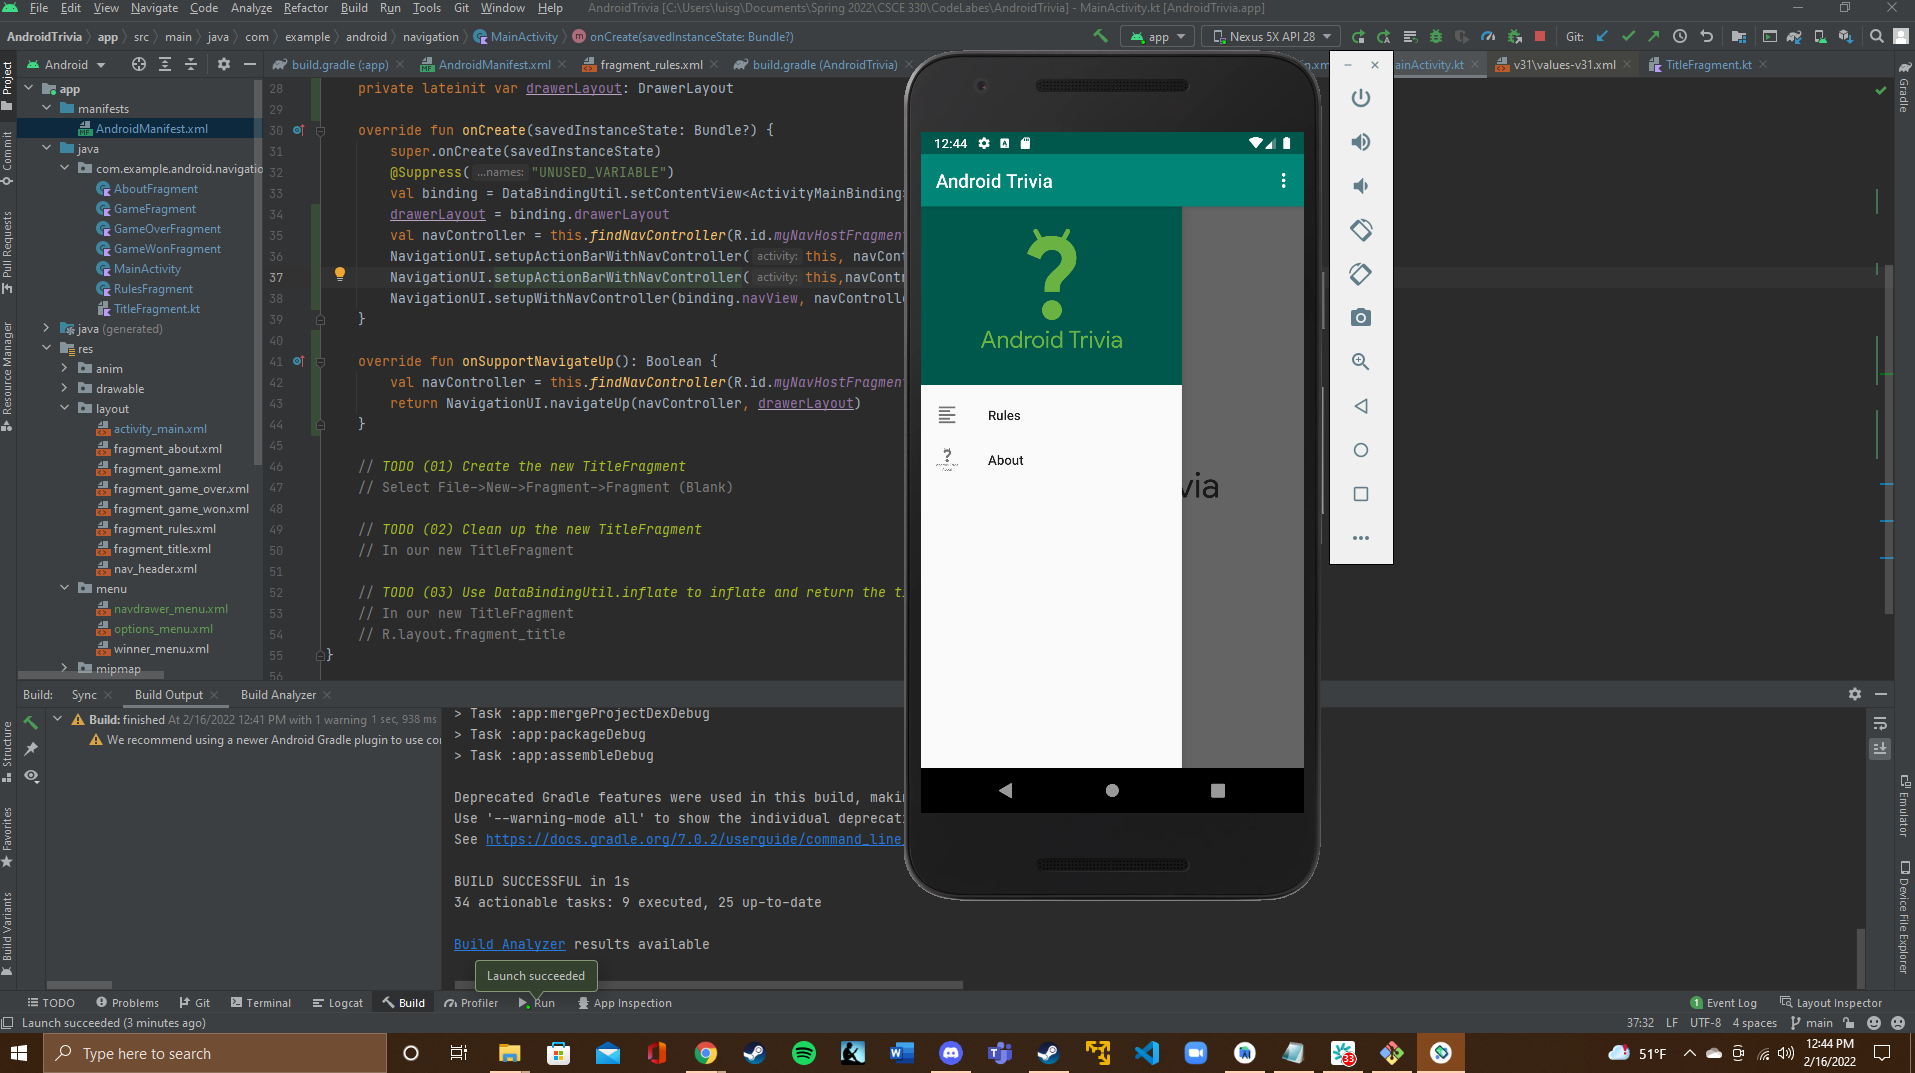 File Edit View Navigate Code Analyze Refactor Build Run Tools Git Window Help AndroidTrivia [C:\Users\luisg\Documents\Spring 2022\CSCE 330\CodeLabes\AndroidTrivia] - MainActivity.kt [AndroidTrivia.app]
AndroidTrivia app src main java com example android navigation MainActivity onCreate(savedInstanceState: Bundle?) app Nexus 5X API 28 Git:
Android build.gradle (:app) AndroidManifest.xml fragment_rules.xml build.gradle (AndroidTrivia) ainActivity.kt v31\values-v31.xml TitleFragment.kt
Project
Commit
Pull Requests
Resource Manager
Structure
Favorites
Build Variants
app
manifests
AndroidManifest.xml
java
com.example.android.navigatio
AboutFragment
GameFragment
GameOverFragment
GameWonFragment
MainActivity
RulesFragment
TitleFragment.kt
java (generated)
res
anim
drawable
layout
activity_main.xml
fragment_about.xml
fragment_game.xml
fragment_game_over.xml
fragment_game_won.xml
fragment_rules.xml
fragment_title.xml
nav_header.xml
menu
navdrawer_menu.xml
options_menu.xml
winner_menu.xml
mipmap
28 private lateinit var drawerLayout: DrawerLayout
29
30 override fun onCreate(savedInstanceState: Bundle?) {
31 super.onCreate(savedInstanceState)
32 @Suppress( ...names: "UNUSED_VARIABLE")
33 val binding = DataBindingUtil.setContentView<ActivityMainBinding>
34 drawerLayout = binding.drawerLayout
35 val navController = this.findNavController(R.id.myNavHostFragment
36 NavigationUI.setupActionBarWithNavController( activity: this, navCont
37 NavigationUI.setupActionBarWithNavController( activity: this,navContr
38 NavigationUI.setupWithNavController(binding.navView, navControlle
39 }
40
41 override fun onSupportNavigateUp(): Boolean {
42 val navController = this.findNavController(R.id.myNavHostFragment
43 return NavigationUI.navigateUp(navController, drawerLayout)
44 }
45
46 // TODO (01) Create the new TitleFragment
47 // Select File->New->Fragment->Fragment (Blank)
48
49 // TODO (02) Clean up the new TitleFragment
50 // In our new TitleFragment
51
52 // TODO (03) Use DataBindingUtil.inflate to inflate and return the ti
53 // In our new TitleFragment
54 // R.layout.fragment_title
55 }
56
12:44
Android Trivia
Android Trivia
Rules
About
via
Gradle
Emulator
Device File Explorer
Build: Sync Build Output Build Analyzer
Build: finished At 2/16/2022 12:41 PM with 1 warning 1 sec, 938 ms
We recommend using a newer Android Gradle plugin to use co
> Task :app:mergeProjectDexDebug
> Task :app:packageDebug
> Task :app:assembleDebug
Deprecated Gradle features were used in this build, makin
Use '--warning-mode all' to show the individual deprecati
See https://docs.gradle.org/7.0.2/userguide/command_line
BUILD SUCCESSFUL in 1s
34 actionable tasks: 9 executed, 25 up-to-date
Build Analyzer results available
Launch succeeded
TODO Problems Git Terminal Logcat Build Profiler Run App Inspection 1 Event Log Layout Inspector
Launch succeeded (3 minutes ago) 37:32 LF UTF-8 4 spaces main
Type here to search 33 51°F 12:44 PM
2/16/2022